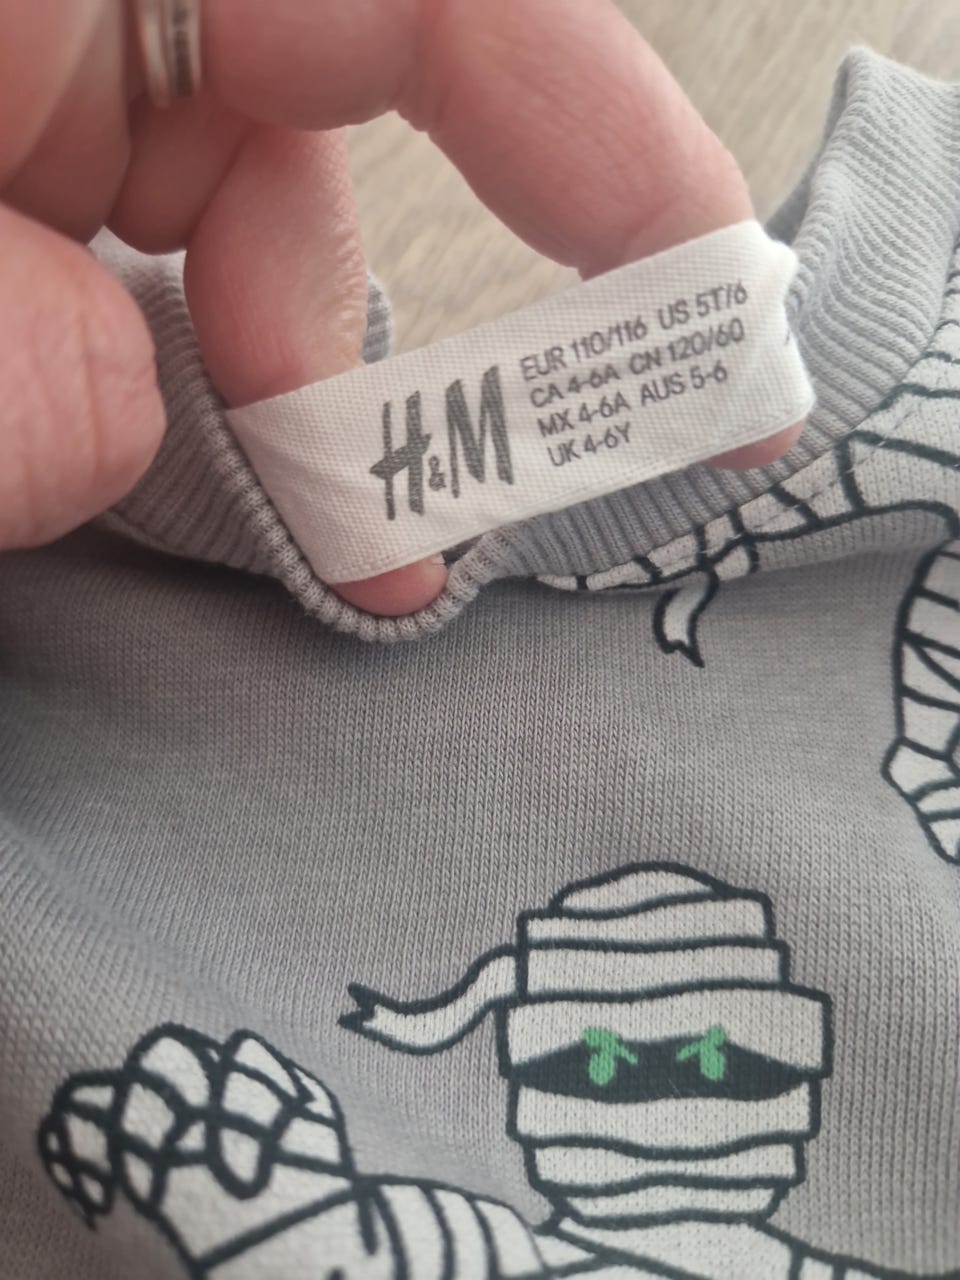 H&M
EUR 110/116 US 5T/6
CA 4-6A CN 120/60
MX 4-6A AUS 5-6
UK 4-6Y